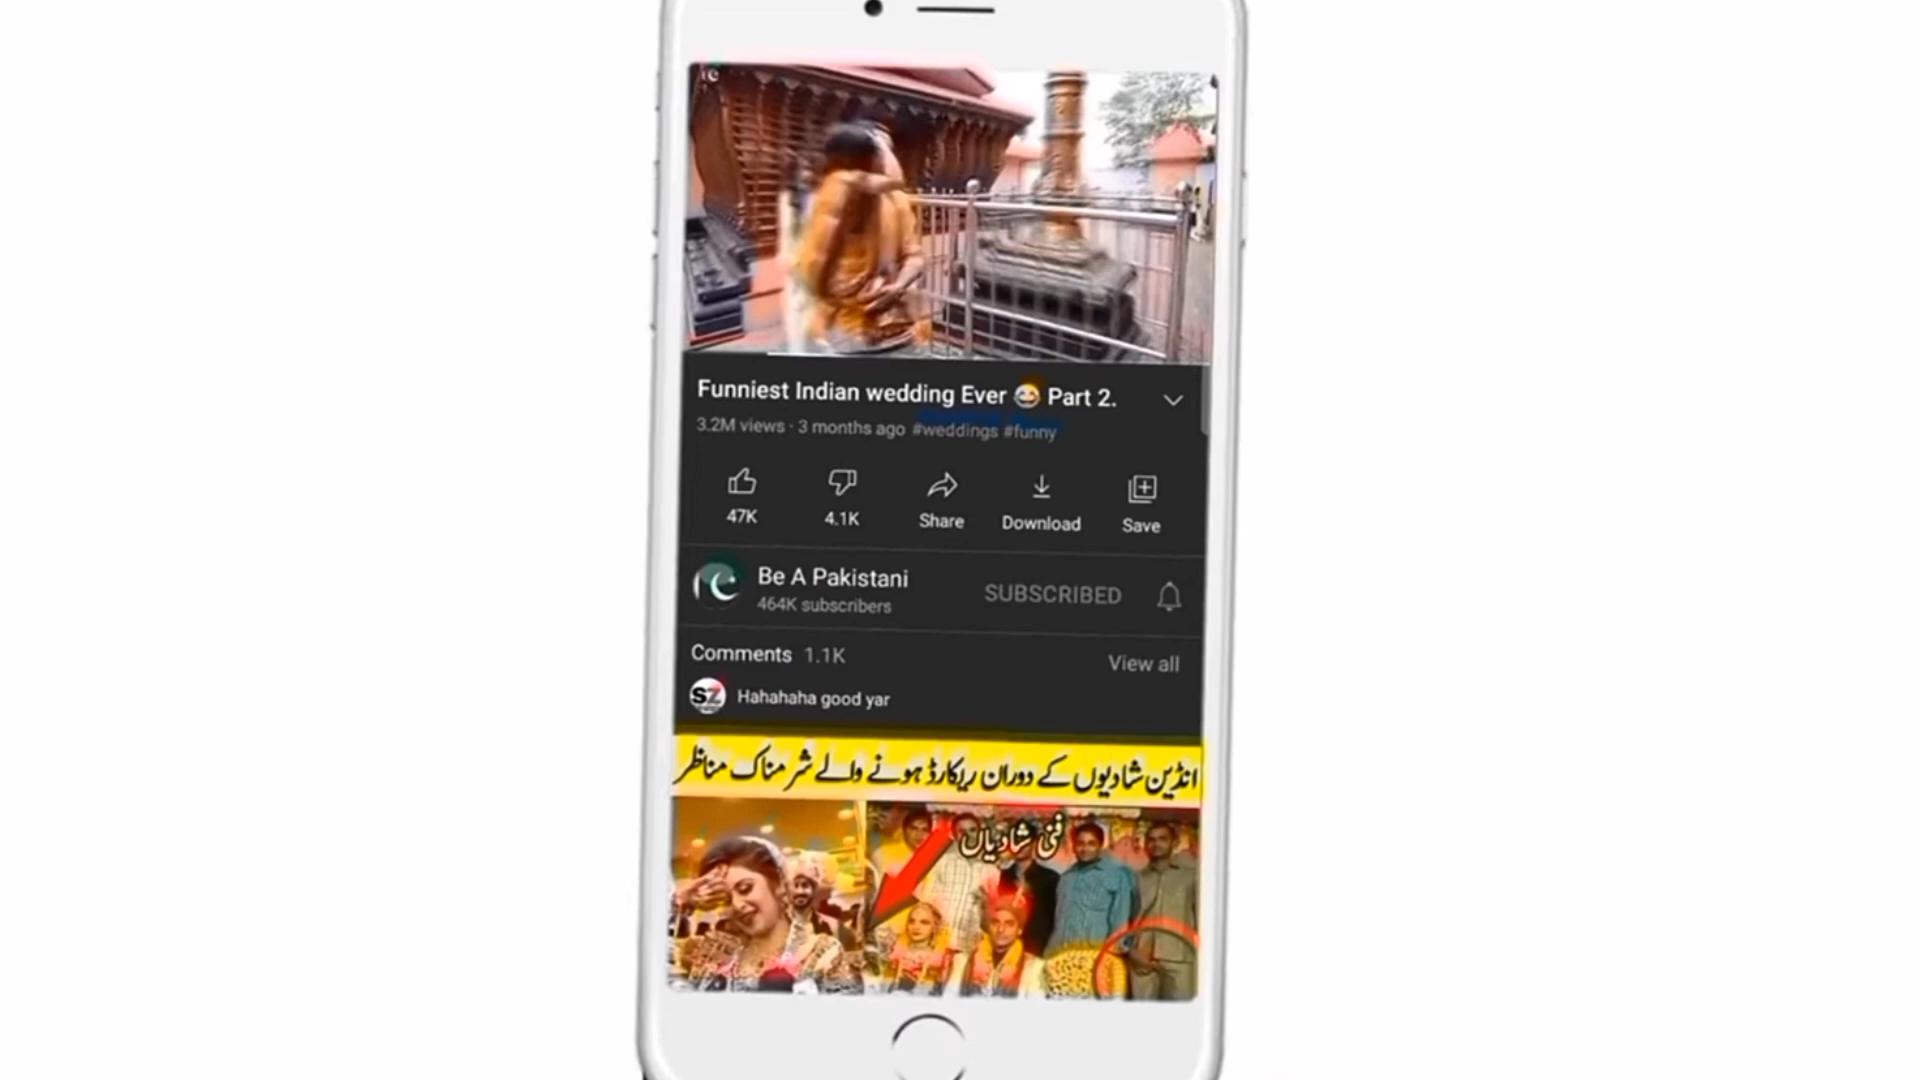 Funniest Indian wedding Ever 😂 Part 2.
3.2M views · 3 months ago #weddings #funny
47K 4.1K Share Download Save
Be A Pakistani
464K subscribers
SUBSCRIBED
Comments 1.1K
View all
SZ
Hahahaha good yar
انڈین شادیوں کے دوران ریکارڈ ہونے والے شرمناک مناظر
فنی شادیاں